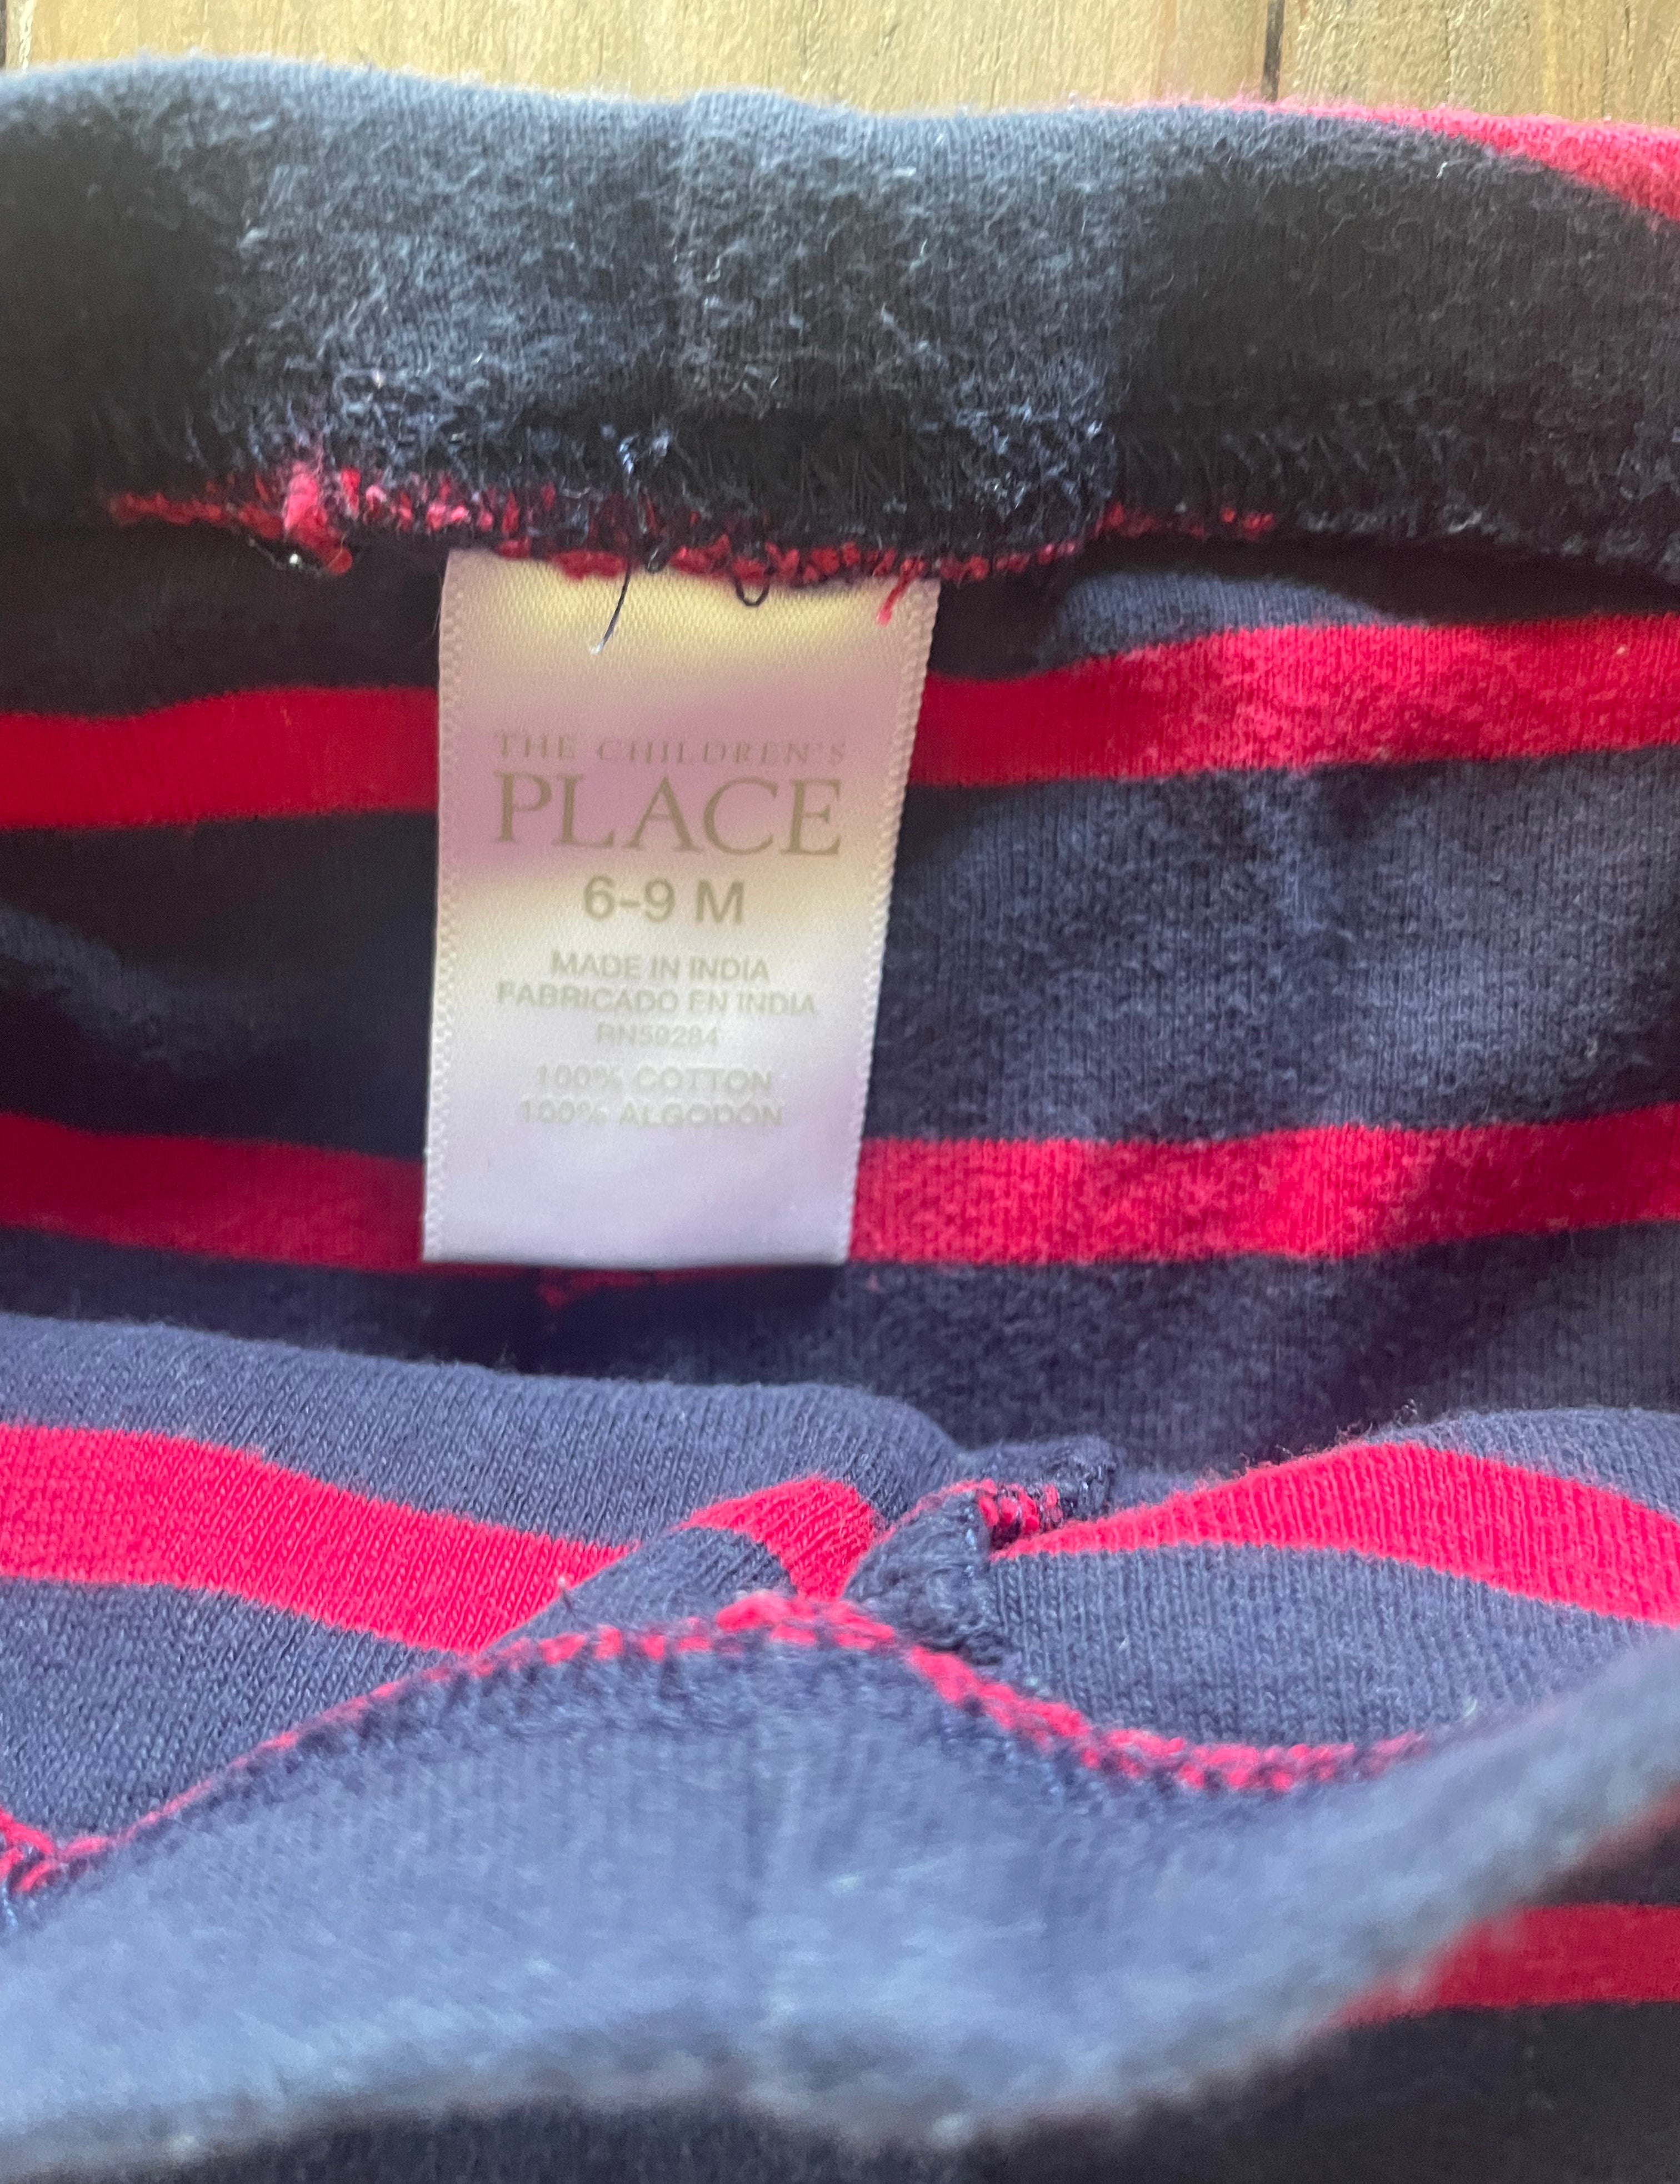 THE CHILDREN'S
PLACE
6-9 M
MADE IN INDIA
FABRICADO EN INDIA
RN59284
100% COTTON
100% ALGODÓN